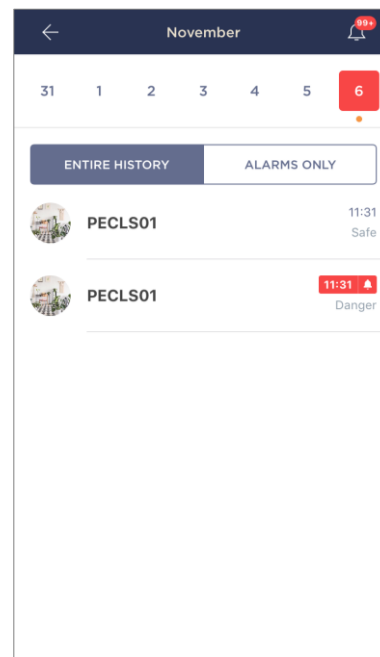 November
99+
31 1 2 3 4 5 6
ENTIRE HISTORY ALARMS ONLY
PECLS01 11:31
Safe
PECLS01 11:31
Danger